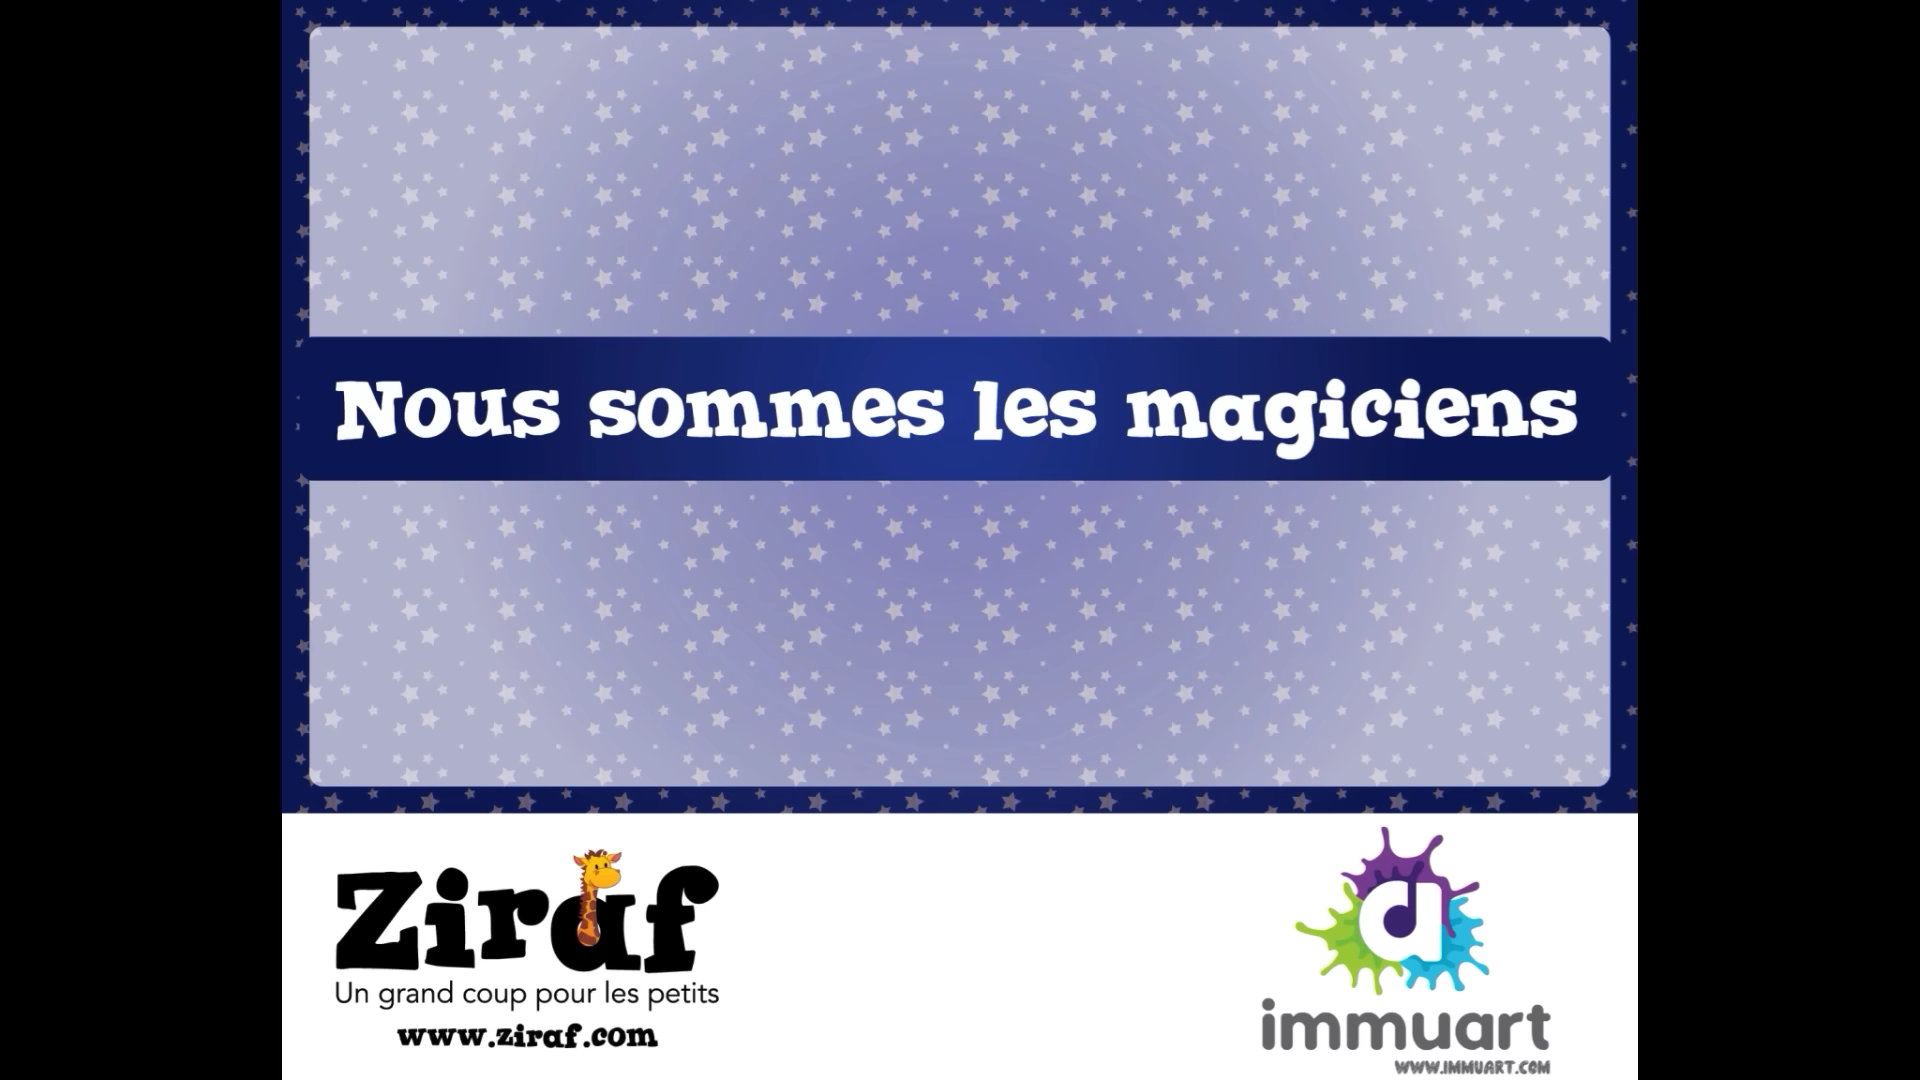 Nous sommes les magiciens
Ziraf
Un grand coup pour les petits
www.ziraf.com
immuart
WWW.IMMUART.COM